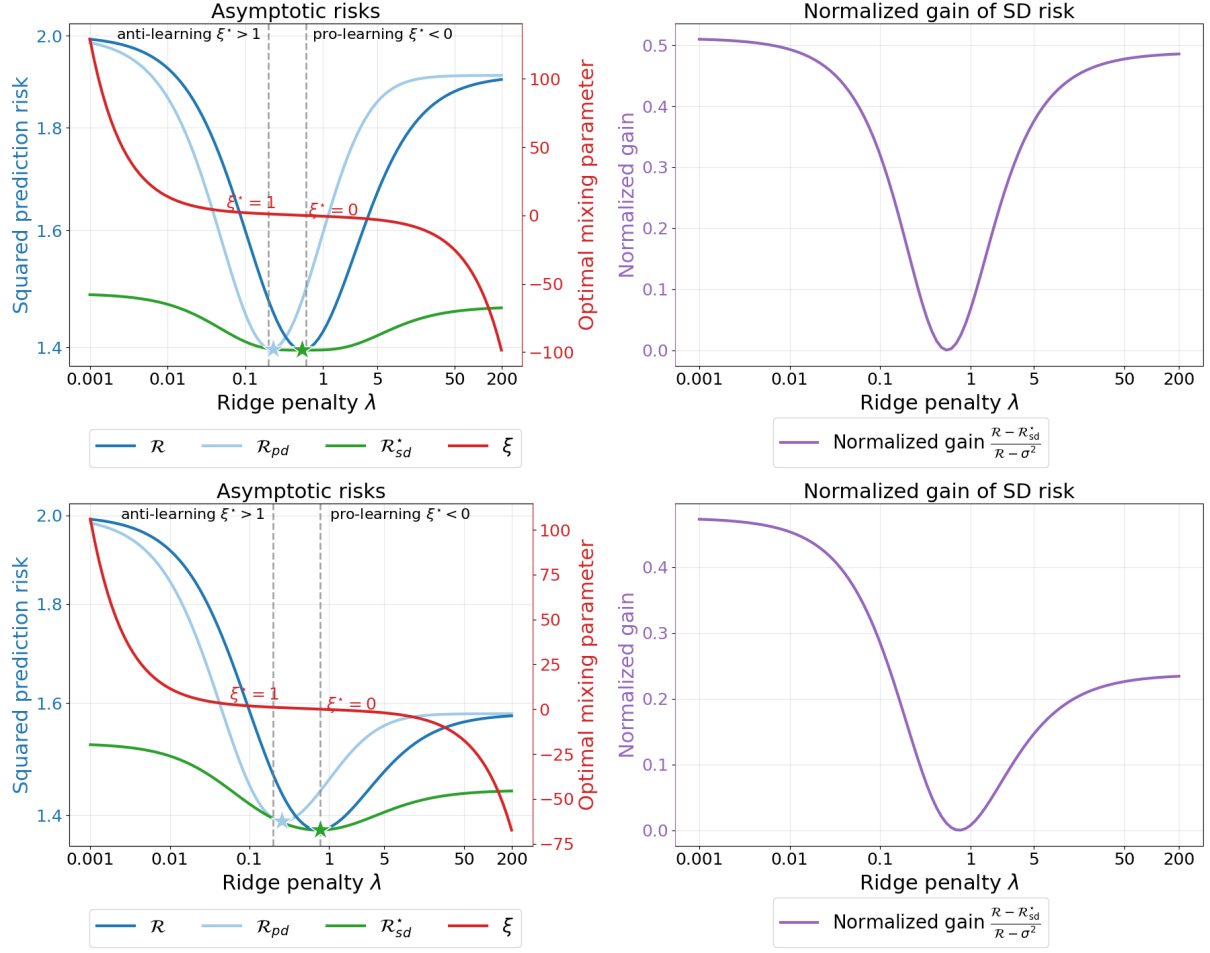 Asymptotic risks
anti-learning ξ⋆ > 1 pro-learning ξ⋆ < 0
Squared prediction risk
2.0
1.8
1.6
1.4
100
50
0
−50
−100
Optimal mixing parameter
ξ⋆ = 1
ξ⋆ = 0
0.001 0.01 0.1 1 5 50 200
Ridge penalty λ
R R_pd R⋆_sd ξ
Normalized gain of SD risk
Normalized gain
0.5
0.4
0.3
0.2
0.1
0.0
0.001 0.01 0.1 1 5 50 200
Ridge penalty λ
Normalized gain (R − R⋆_sd)/(R − σ²)
Asymptotic risks
anti-learning ξ⋆ > 1 pro-learning ξ⋆ < 0
Squared prediction risk
2.0
1.8
1.6
1.4
100
75
50
25
0
−25
−50
−75
Optimal mixing parameter
ξ⋆ = 1
ξ⋆ = 0
0.001 0.01 0.1 1 5 50 200
Ridge penalty λ
R R_pd R⋆_sd ξ
Normalized gain of SD risk
Normalized gain
0.4
0.3
0.2
0.1
0.0
0.001 0.01 0.1 1 5 50 200
Ridge penalty λ
Normalized gain (R − R⋆_sd)/(R − σ²)